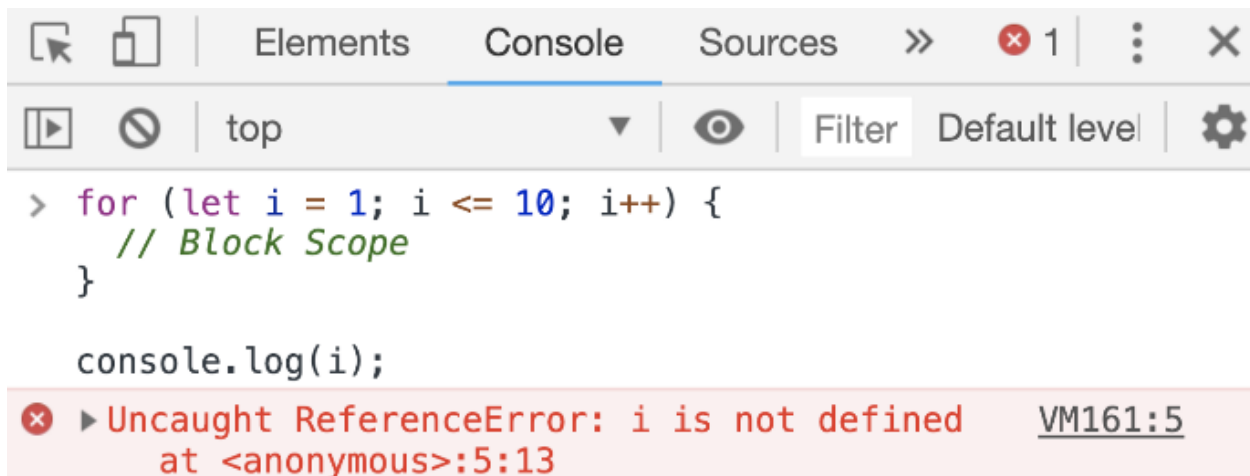 Elements Console Sources » 1
top Filter Default level
> for (let i = 1; i <= 10; i++) {
// Block Scope
}
console.log(i);
Uncaught ReferenceError: i is not defined VM161:5
at <anonymous>:5:13